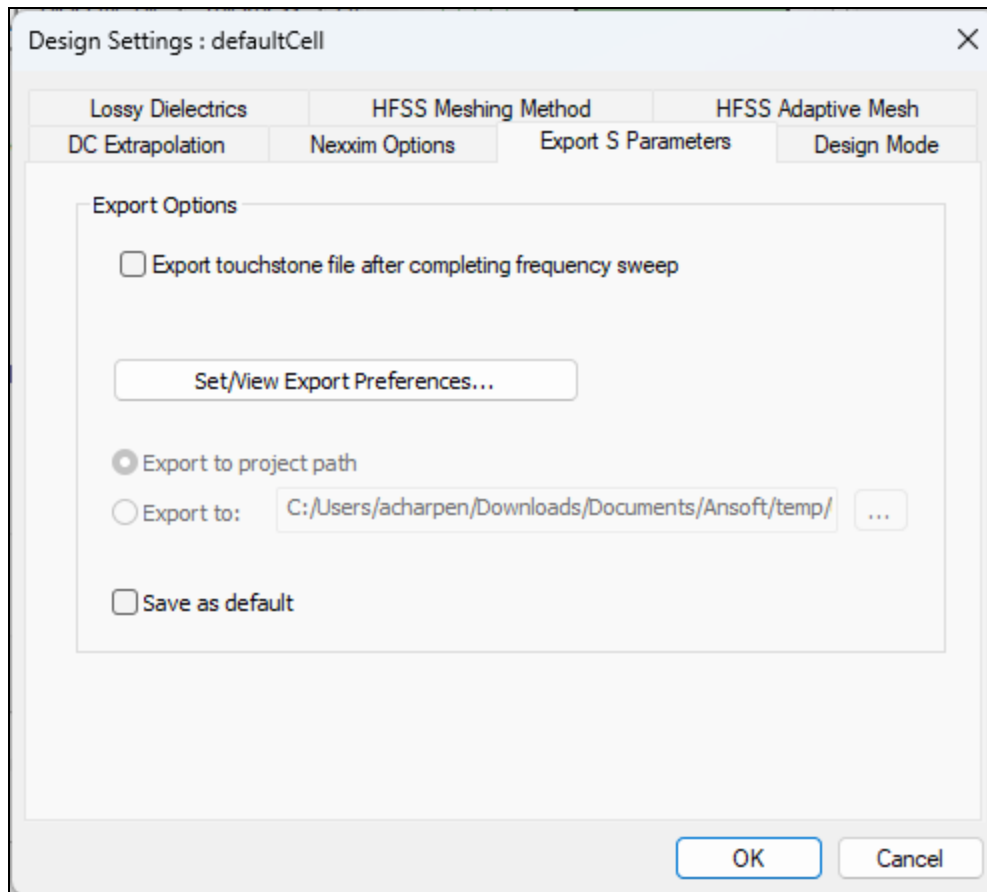 Design Settings : defaultCell
Lossy Dielectrics HFSS Meshing Method HFSS Adaptive Mesh
DC Extrapolation Nexxim Options Export S Parameters Design Mode
Export Options
Export touchstone file after completing frequency sweep
Set/View Export Preferences...
Export to project path
Export to: C:/Users/acharpen/Downloads/Documents/Ansoft/temp/ ...
Save as default
OK Cancel